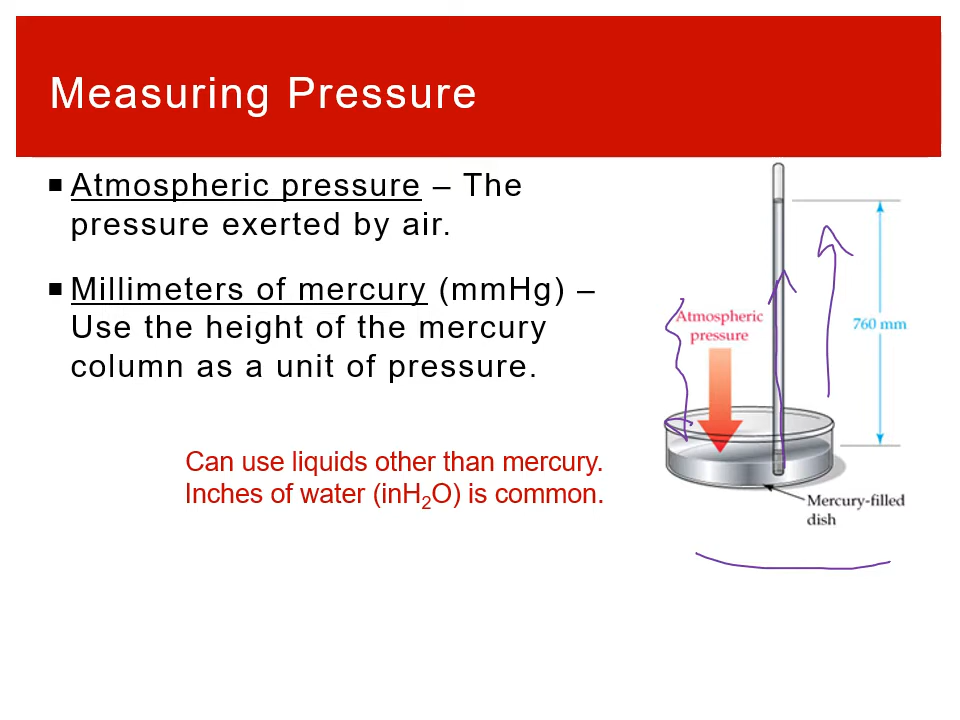 Measuring Pressure
▪ Atmospheric pressure – The
pressure exerted by air.
▪ Millimeters of mercury (mmHg) –
Use the height of the mercury
column as a unit of pressure.
Can use liquids other than mercury.
Inches of water (inH₂O) is common.
Atmospheric
pressure
760 mm
Mercury-filled
dish